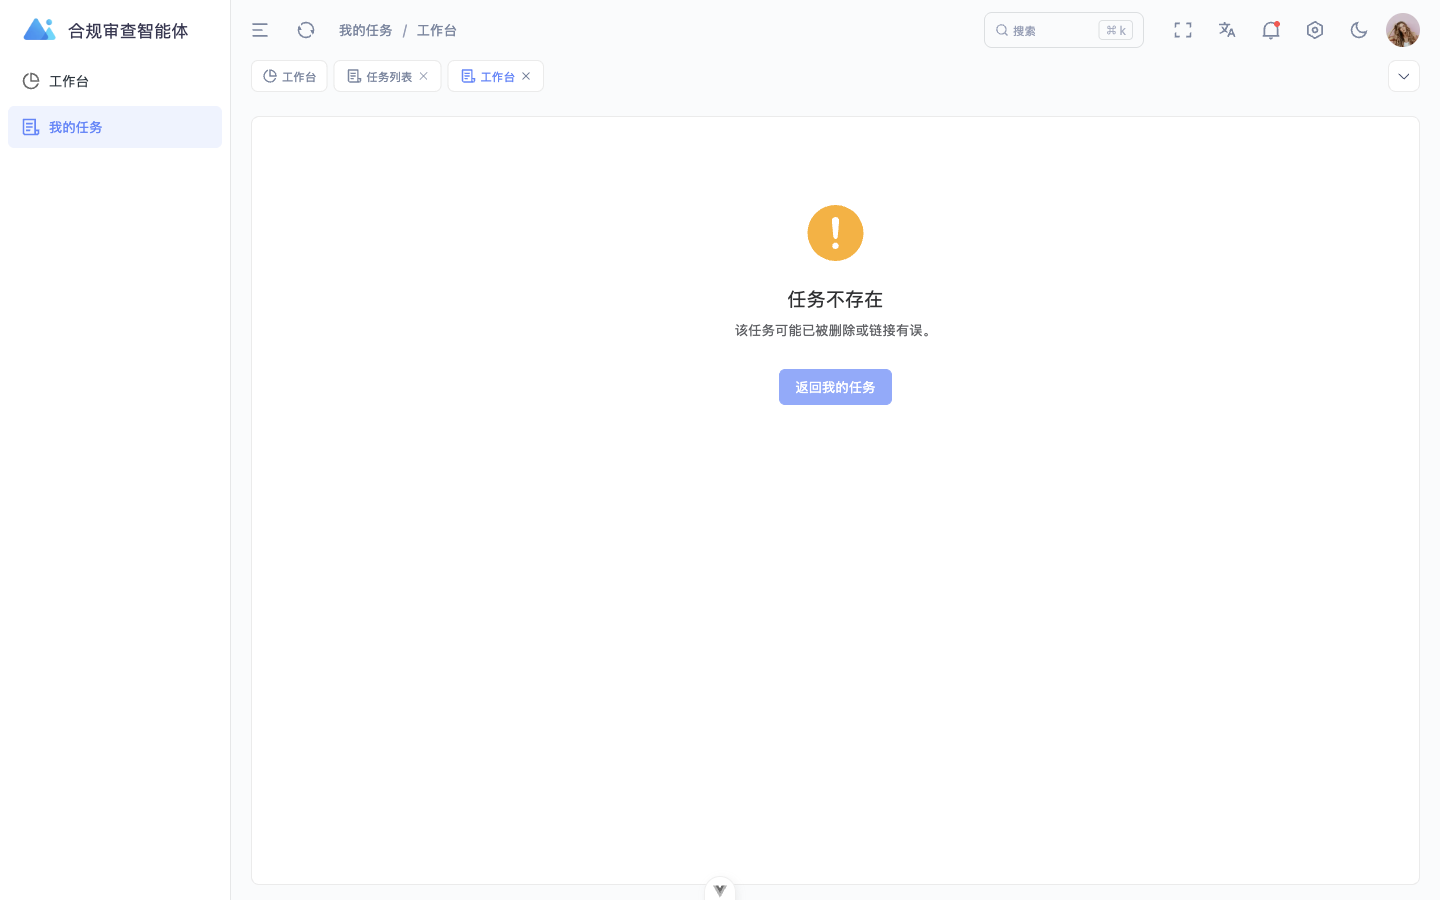 合规审查智能体
我的任务 / 工作台
搜索
⌘ k
工作台
我的任务
工作台
任务列表
工作台
任务不存在
该任务可能已被删除或链接有误。
返回我的任务